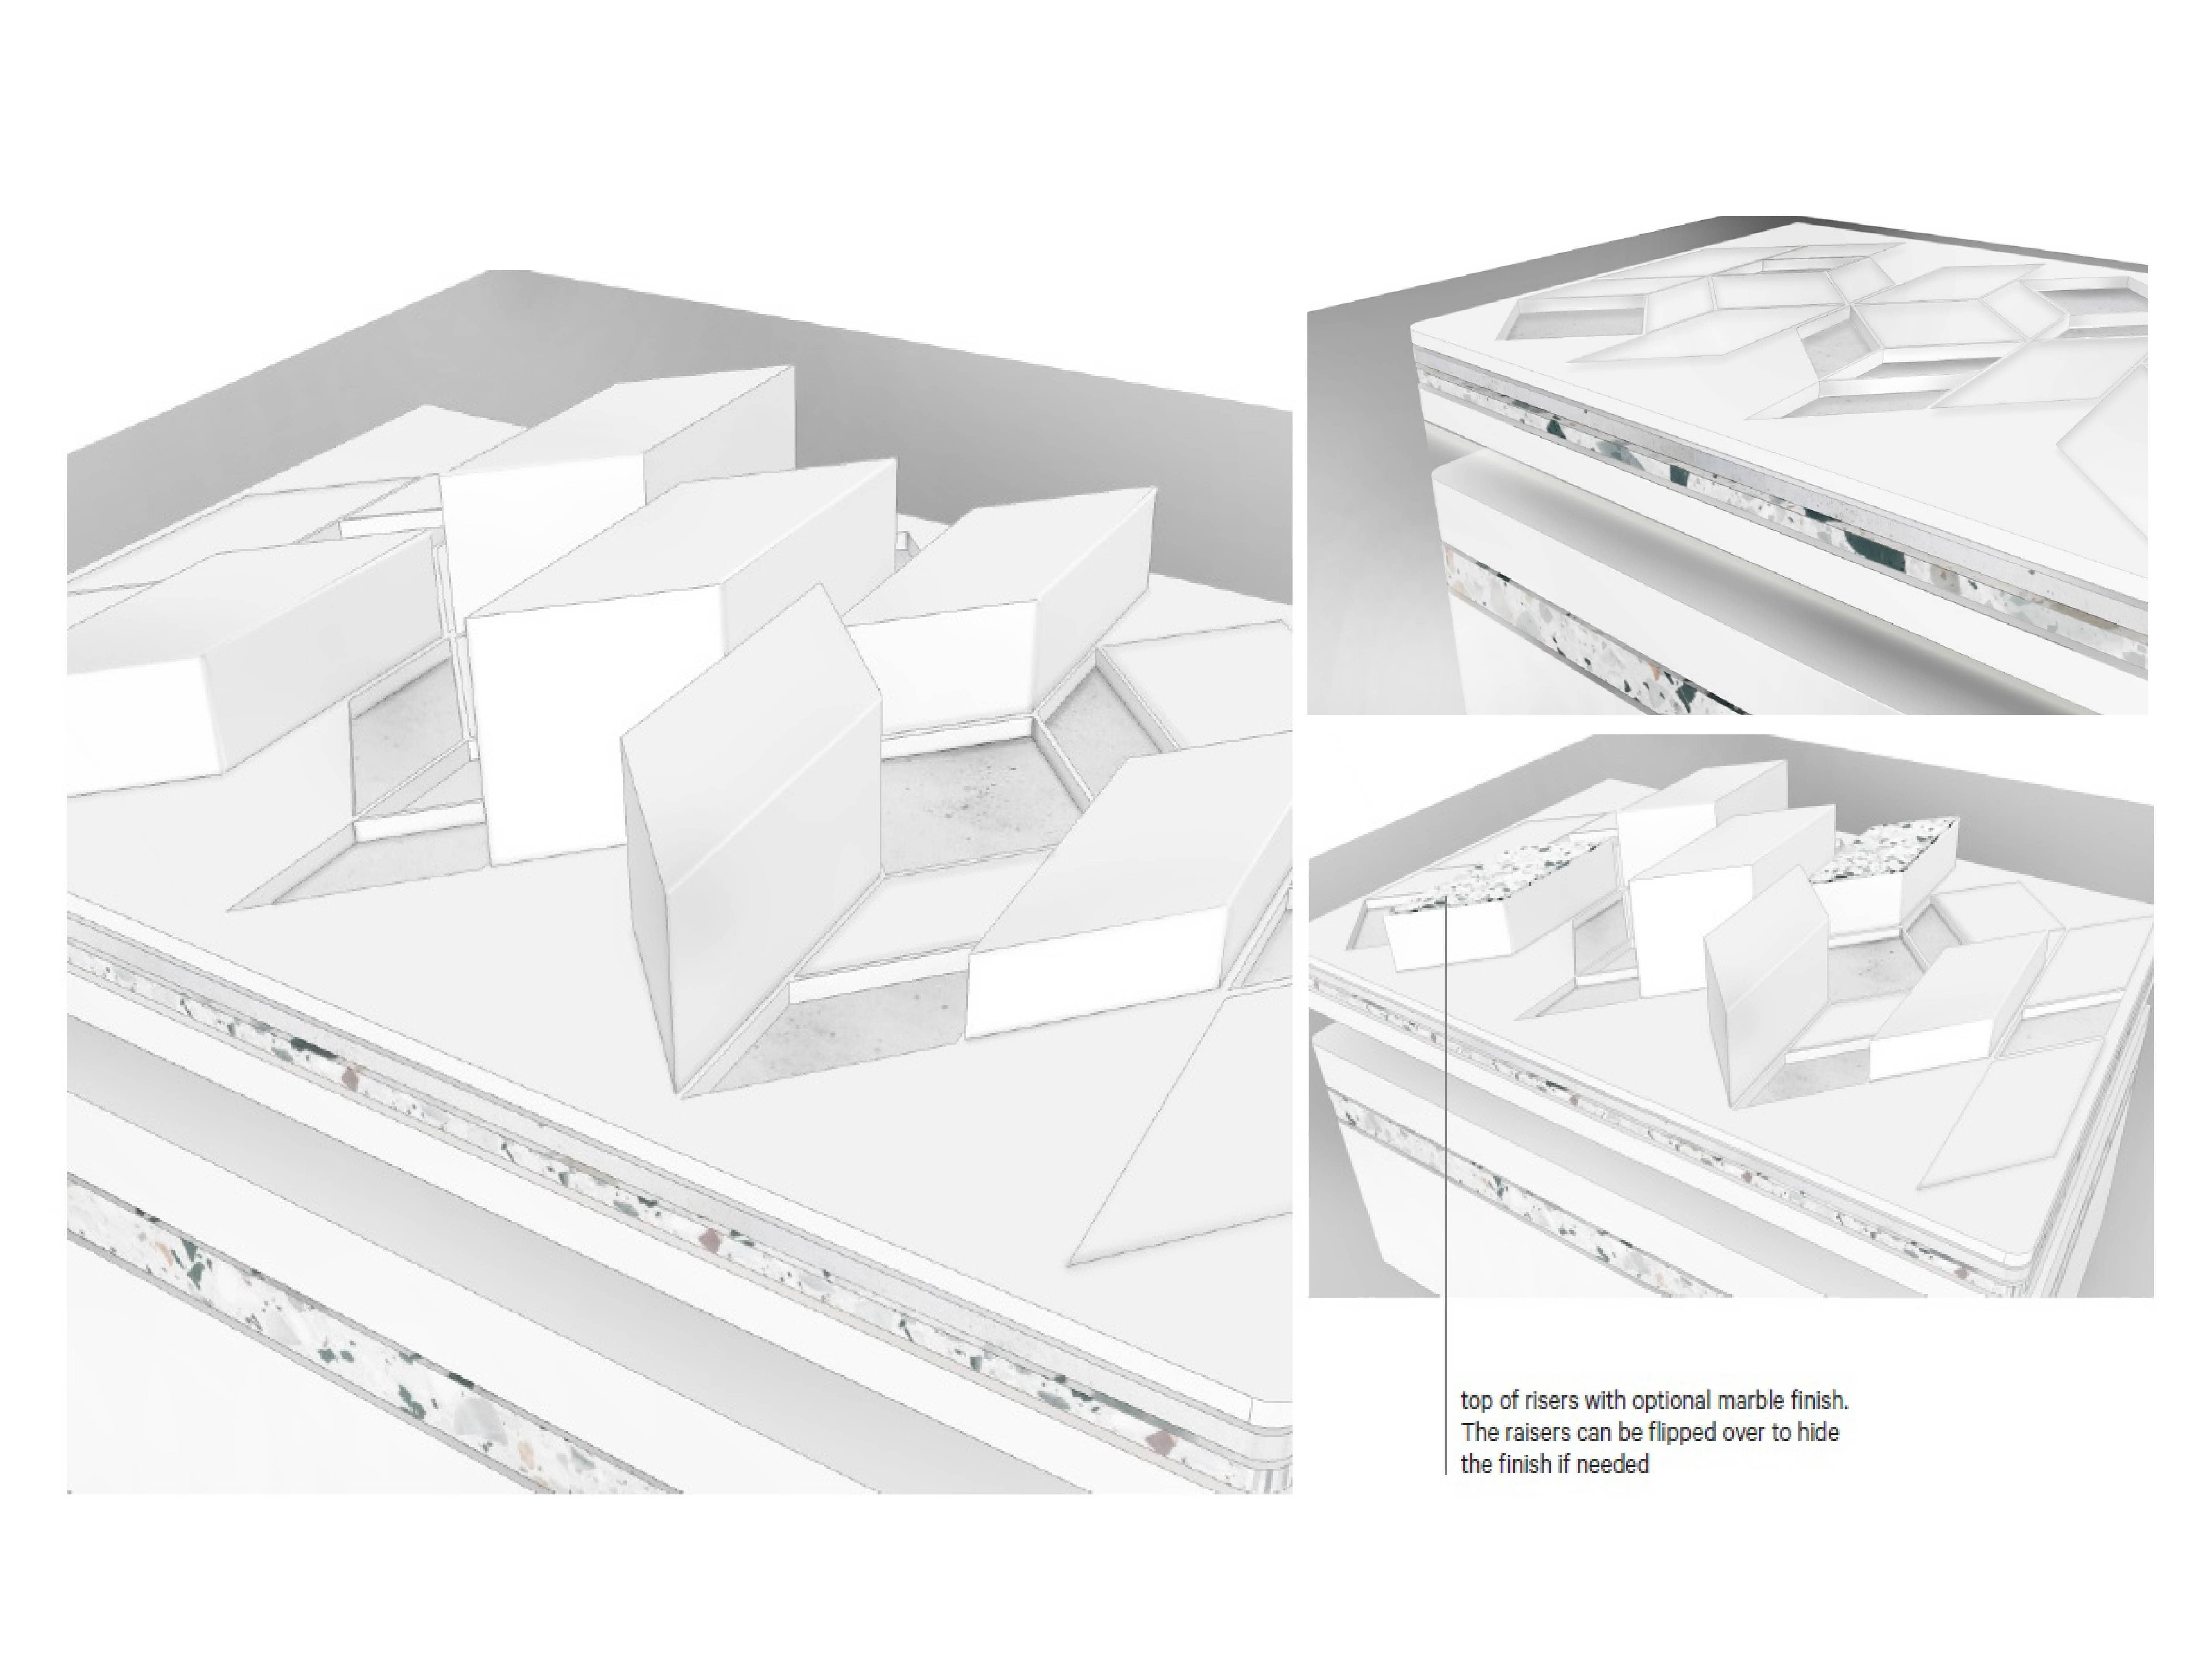 top of risers with optional marble finish.
The raisers can be flipped over to hide
the finish if needed